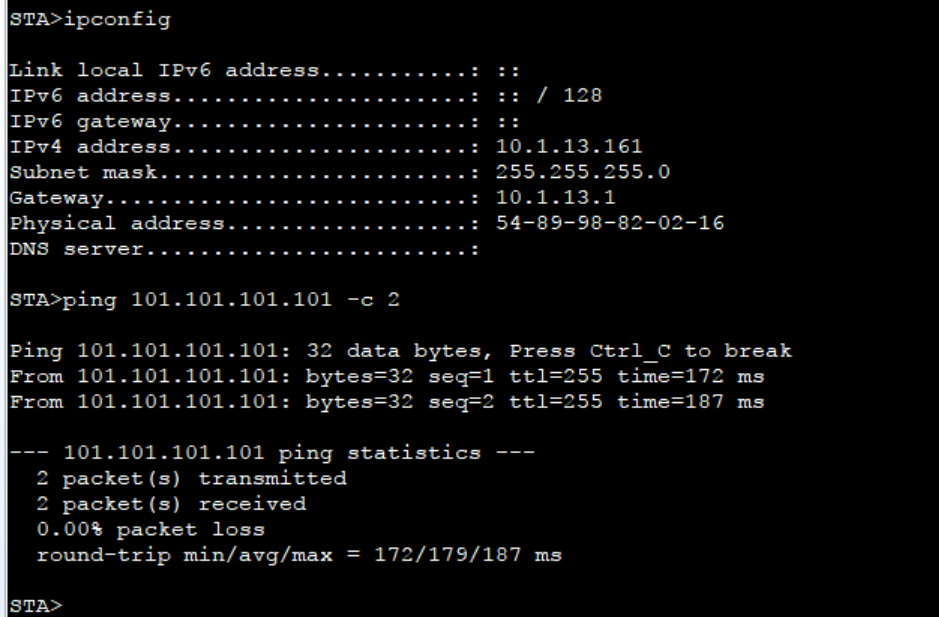 STA>ipconfig
Link local IPv6 address...........: ::
IPv6 address......................: :: / 128
IPv6 gateway......................: ::
IPv4 address......................: 10.1.13.161
Subnet mask.......................: 255.255.255.0
Gateway...........................: 10.1.13.1
Physical address..................: 54-89-98-82-02-16
DNS server........................:
STA>ping 101.101.101.101 -c 2
Ping 101.101.101.101: 32 data bytes, Press Ctrl_C to break
From 101.101.101.101: bytes=32 seq=1 ttl=255 time=172 ms
From 101.101.101.101: bytes=32 seq=2 ttl=255 time=187 ms
--- 101.101.101.101 ping statistics ---
  2 packet(s) transmitted
  2 packet(s) received
  0.00% packet loss
  round-trip min/avg/max = 172/179/187 ms
STA>